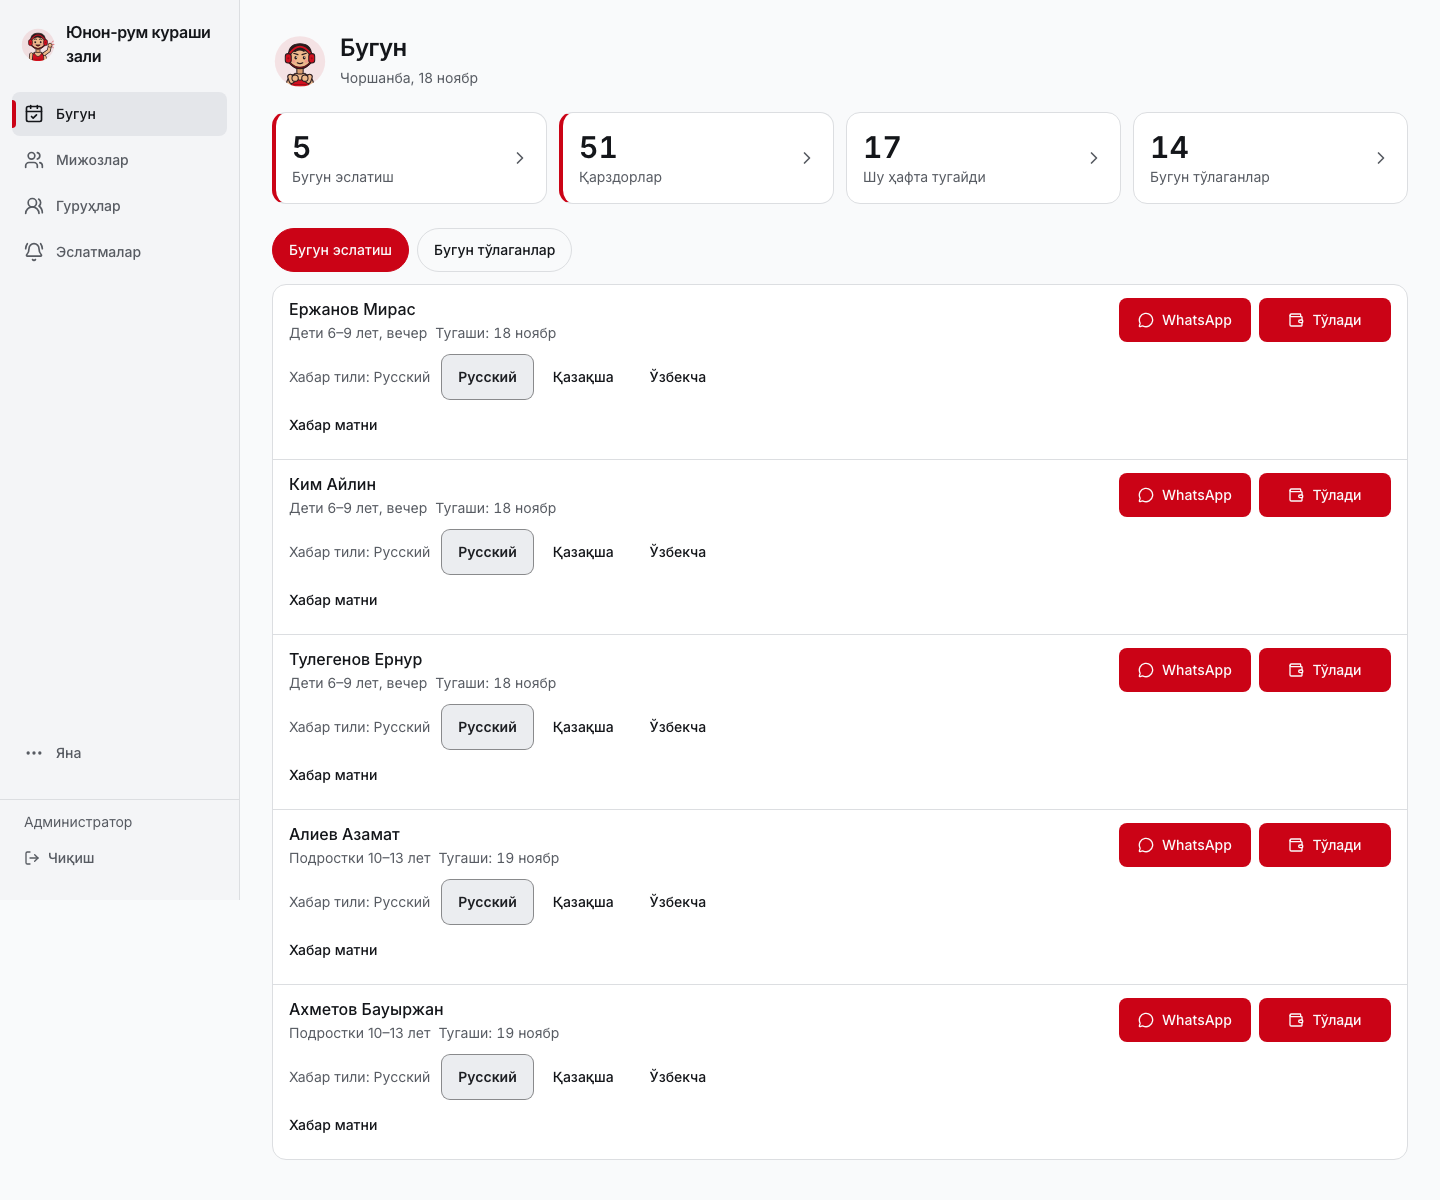 Юнон-рум кураши
зали
Бугун
Мижозлар
Гуруҳлар
Эслатмалар
Яна
Администратор
Чиқиш
Бугун
Чоршанба, 18 ноябр
5
Бугун эслатиш
51
Қарздорлар
17
Шу ҳафта тугайди
14
Бугун тўлаганлар
Бугун эслатиш
Бугун тўлаганлар
Ержанов Мирас
Дети 6–9 лет, вечер Тугаши: 18 ноябр
WhatsApp
Тўлади
Хабар тили: Русский Русский Қазақша Ўзбекча
Хабар матни
Ким Айлин
Дети 6–9 лет, вечер Тугаши: 18 ноябр
WhatsApp
Тўлади
Хабар тили: Русский Русский Қазақша Ўзбекча
Хабар матни
Тулегенов Ернур
Дети 6–9 лет, вечер Тугаши: 18 ноябр
WhatsApp
Тўлади
Хабар тили: Русский Русский Қазақша Ўзбекча
Хабар матни
Алиев Азамат
Подростки 10–13 лет Тугаши: 19 ноябр
WhatsApp
Тўлади
Хабар тили: Русский Русский Қазақша Ўзбекча
Хабар матни
Ахметов Бауыржан
Подростки 10–13 лет Тугаши: 19 ноябр
WhatsApp
Тўлади
Хабар тили: Русский Русский Қазақша Ўзбекча
Хабар матни